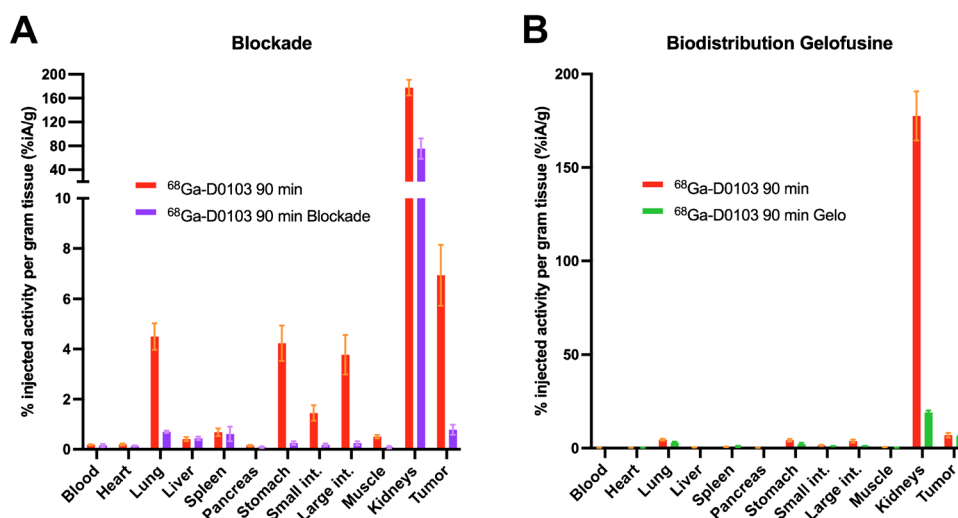 A
Blockade
% injected activity per gram tissue (%iA/g)
200
160
120
80
40
10
8
6
4
2
0
⁶⁸Ga-D0103 90 min
⁶⁸Ga-D0103 90 min Blockade
Blood
Heart
Lung
Liver
Spleen
Pancreas
Stomach
Small int.
Large int.
Muscle
Kidneys
Tumor
B
Biodistribution Gelofusine
% injected activity per gram tissue (%iA/g)
200
150
100
50
0
⁶⁸Ga-D0103 90 min
⁶⁸Ga-D0103 90 min Gelo
Blood
Heart
Lung
Liver
Spleen
Pancreas
Stomach
Small int.
Large int.
Muscle
Kidneys
Tumor